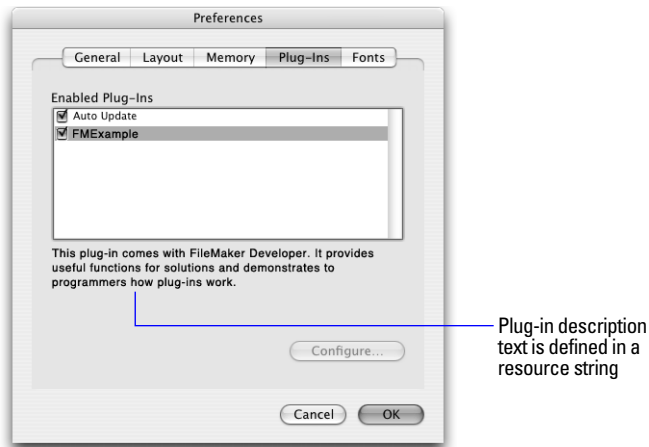 Preferences
General Layout Memory Plug-Ins Fonts
Enabled Plug-Ins
Auto Update
FMExample
This plug-in comes with FileMaker Developer. It provides
useful functions for solutions and demonstrates to
programmers how plug-ins work.
Plug-in description
text is defined in a
resource string
Configure...
Cancel OK